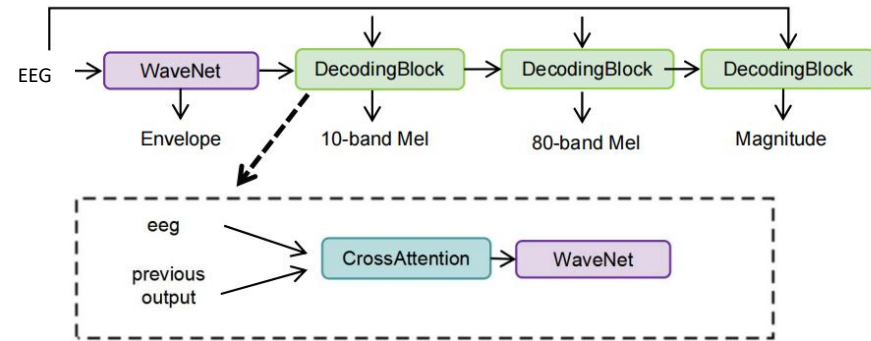 EEG
WaveNet
DecodingBlock
DecodingBlock
DecodingBlock
Envelope
10-band Mel
80-band Mel
Magnitude
eeg
previous
output
CrossAttention
WaveNet